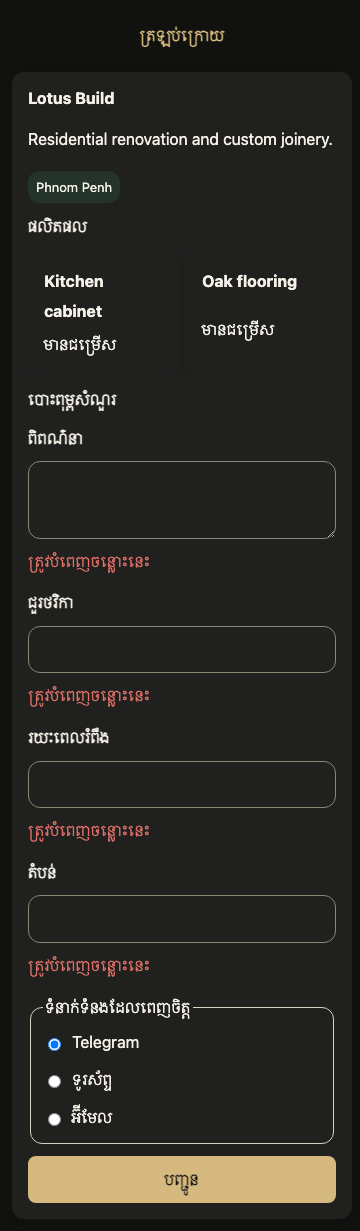 ត្រឡប់ក្រោយ
Lotus Build
Residential renovation and custom joinery.
Phnom Penh
ផលិតផល
Kitchen cabinet
មានជម្រើស
Oak flooring
មានជម្រើស
បោះពុម្ពសំណួរ
ពិពណ៌នា
ត្រូវបំពេញចន្លោះនេះ
ជួរថវិកា
ត្រូវបំពេញចន្លោះនេះ
រយៈពេលរំពឹង
ត្រូវបំពេញចន្លោះនេះ
តំបន់
ត្រូវបំពេញចន្លោះនេះ
ទំនាក់ទំនងដែលពេញចិត្ត
Telegram
ទូរស័ព្ទ
អ៊ីមែល
បញ្ជូន